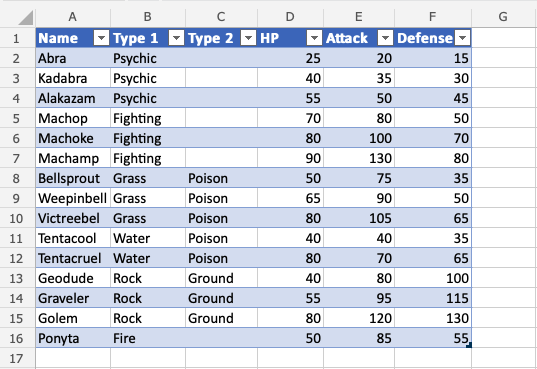 A B C D E F G
1 Name Type 1 Type 2 HP Attack Defense
2 Abra Psychic 25 20 15
3 Kadabra Psychic 40 35 30
4 Alakazam Psychic 55 50 45
5 Machop Fighting 70 80 50
6 Machoke Fighting 80 100 70
7 Machamp Fighting 90 130 80
8 Bellsprout Grass Poison 50 75 35
9 Weepinbell Grass Poison 65 90 50
10 Victreebel Grass Poison 80 105 65
11 Tentacool Water Poison 40 40 35
12 Tentacruel Water Poison 80 70 65
13 Geodude Rock Ground 40 80 100
14 Graveler Rock Ground 55 95 115
15 Golem Rock Ground 80 120 130
16 Ponyta Fire 50 85 55
17